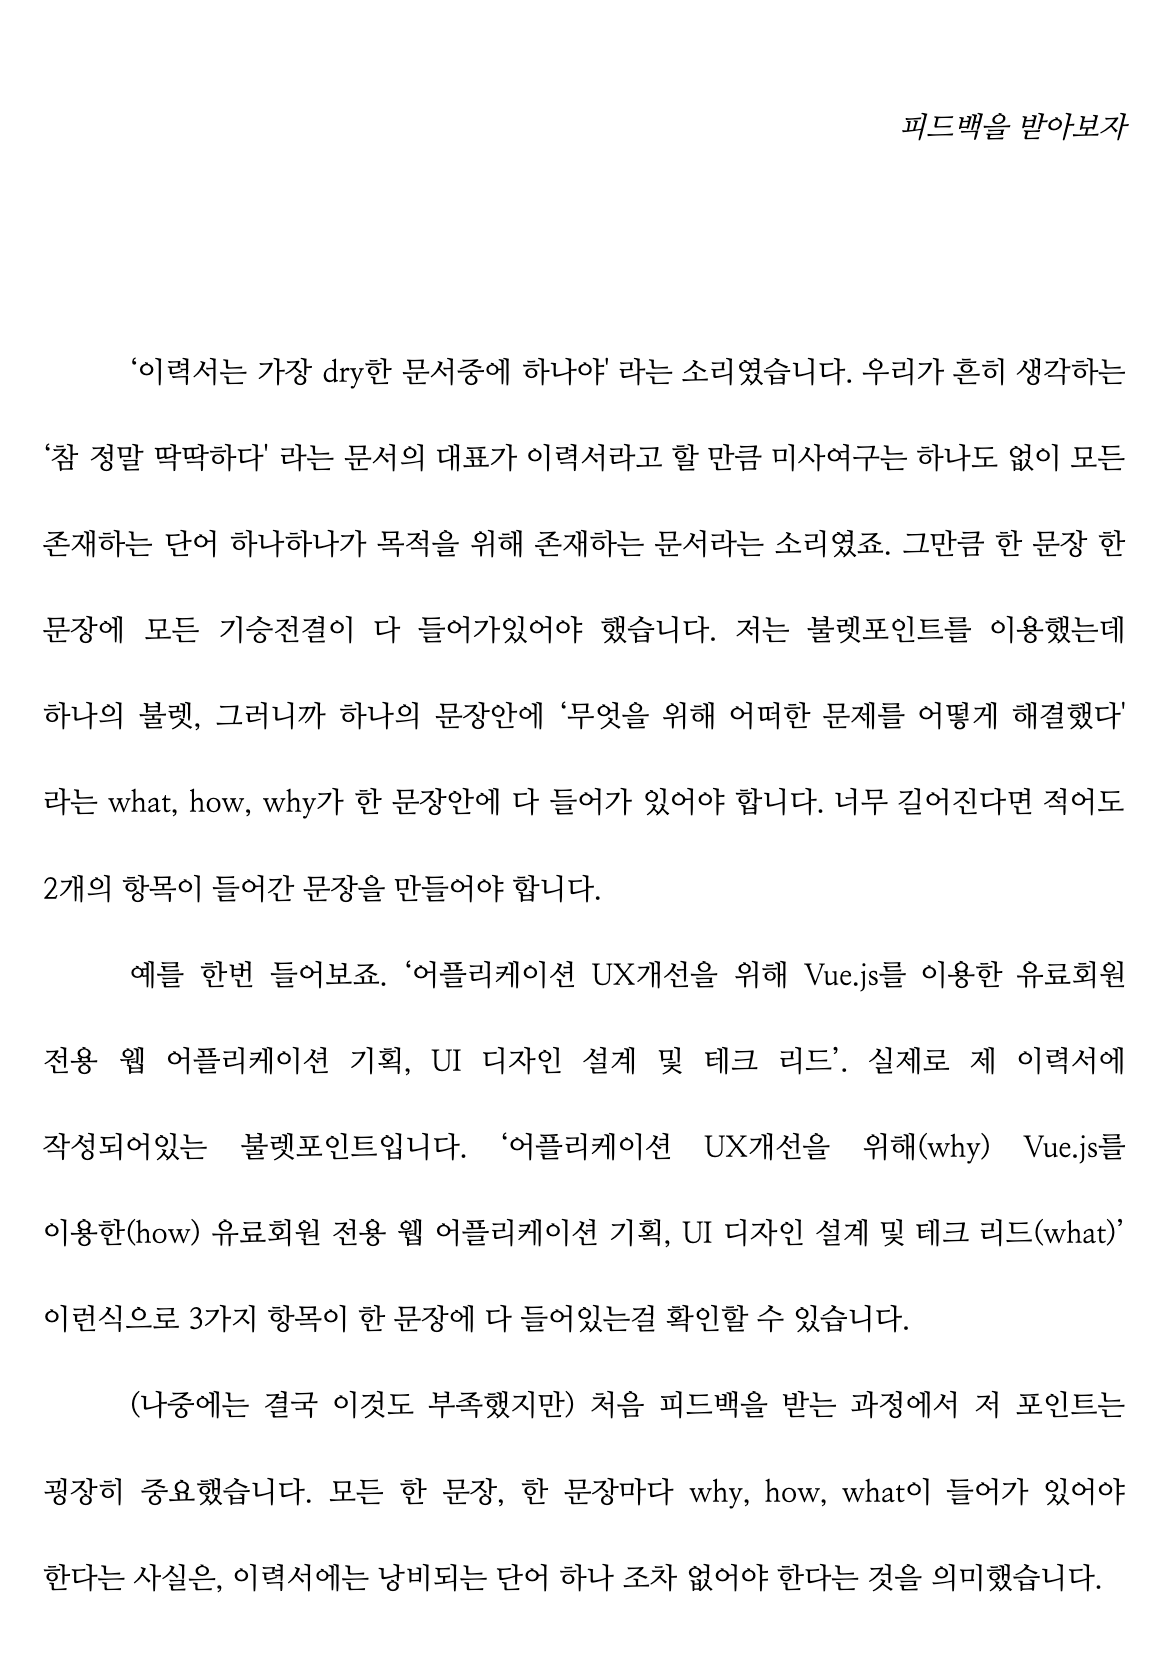 피드백을 받아보자
‘이력서는 가장 dry한 문서중에 하나야' 라는 소리였습니다. 우리가 흔히 생각하는
‘참 정말 딱딱하다' 라는 문서의 대표가 이력서라고 할 만큼 미사여구는 하나도 없이 모든
존재하는 단어 하나하나가 목적을 위해 존재하는 문서라는 소리였죠. 그만큼 한 문장 한
문장에 모든 기승전결이 다 들어가있어야 했습니다. 저는 불렛포인트를 이용했는데
하나의 불렛, 그러니까 하나의 문장안에 ‘무엇을 위해 어떠한 문제를 어떻게 해결했다'
라는 what, how, why가 한 문장안에 다 들어가 있어야 합니다. 너무 길어진다면 적어도
2개의 항목이 들어간 문장을 만들어야 합니다.
예를 한번 들어보죠. ‘어플리케이션 UX개선을 위해 Vue.js를 이용한 유료회원
전용 웹 어플리케이션 기획, UI 디자인 설계 및 테크 리드’. 실제로 제 이력서에
작성되어있는 불렛포인트입니다. ‘어플리케이션 UX개선을 위해(why) Vue.js를
이용한(how) 유료회원 전용 웹 어플리케이션 기획, UI 디자인 설계 및 테크 리드(what)’
이런식으로 3가지 항목이 한 문장에 다 들어있는걸 확인할 수 있습니다.
(나중에는 결국 이것도 부족했지만) 처음 피드백을 받는 과정에서 저 포인트는
굉장히 중요했습니다. 모든 한 문장, 한 문장마다 why, how, what이 들어가 있어야
한다는 사실은, 이력서에는 낭비되는 단어 하나 조차 없어야 한다는 것을 의미했습니다.